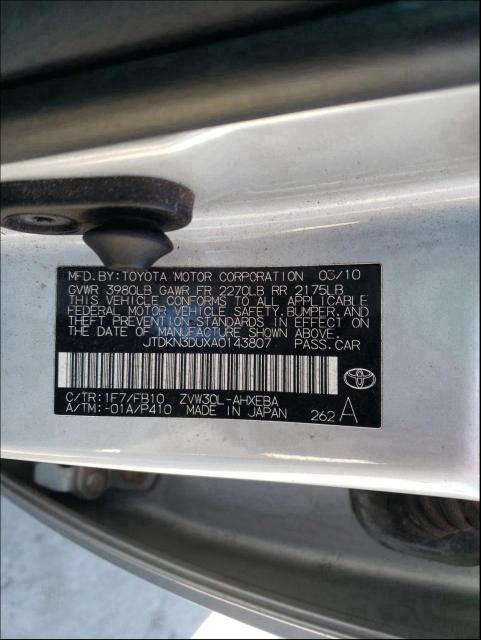 MFD.BY:TOYOTA MOTOR CORPORATION 03/10
GVWR 3980LB GAWR FR 2270LB RR 2175LB
THIS VEHICLE CONFORMS TO ALL APPLICABLE
FEDERAL MOTOR VEHICLE SAFETY, BUMPER, AND
THEFT PREVENTION STANDARDS IN EFFECT ON
THE DATE OF MANUFACTURE SHOWN ABOVE.
JTDKN3DUXA0143807 PASS.CAR
C/TR:1F7/FB10 ZVW30L-AHXEBA
A/TM:-01A/P410 MADE IN JAPAN 262 A